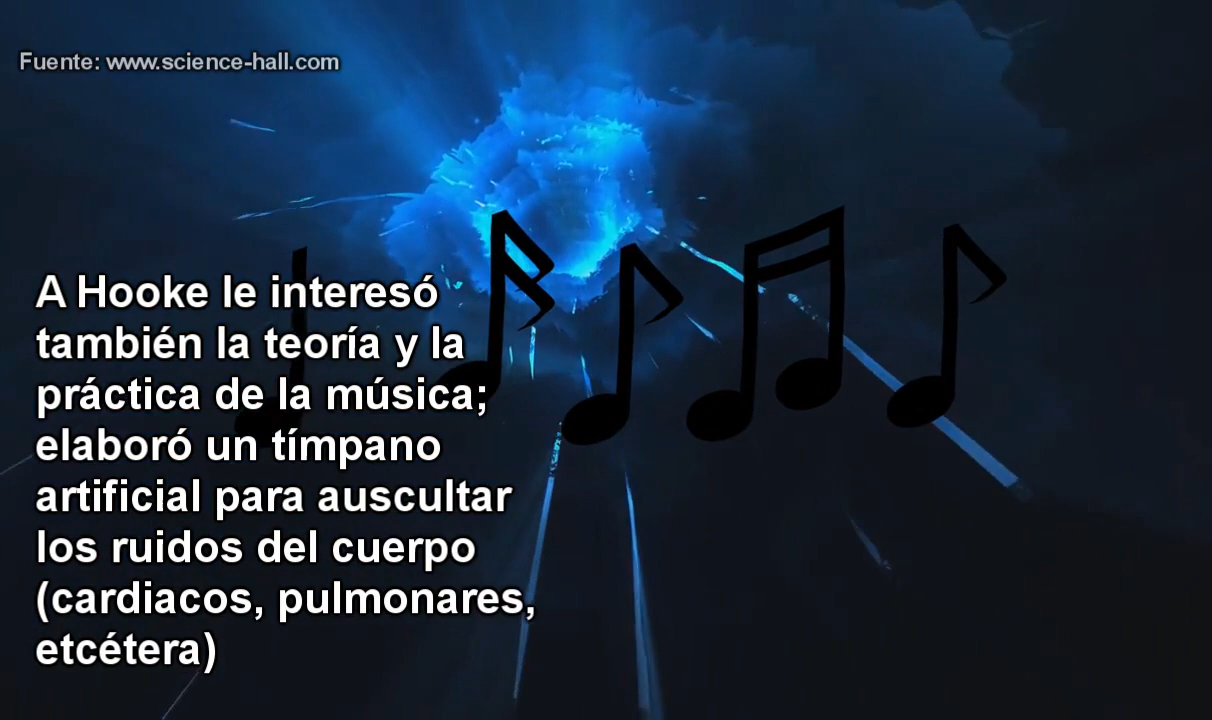 Fuente: www.science-hall.com
A Hooke le interesó
también la teoría y la
práctica de la música;
elaboró un tímpano
artificial para auscultar
los ruidos del cuerpo
(cardiacos, pulmonares,
etcétera)